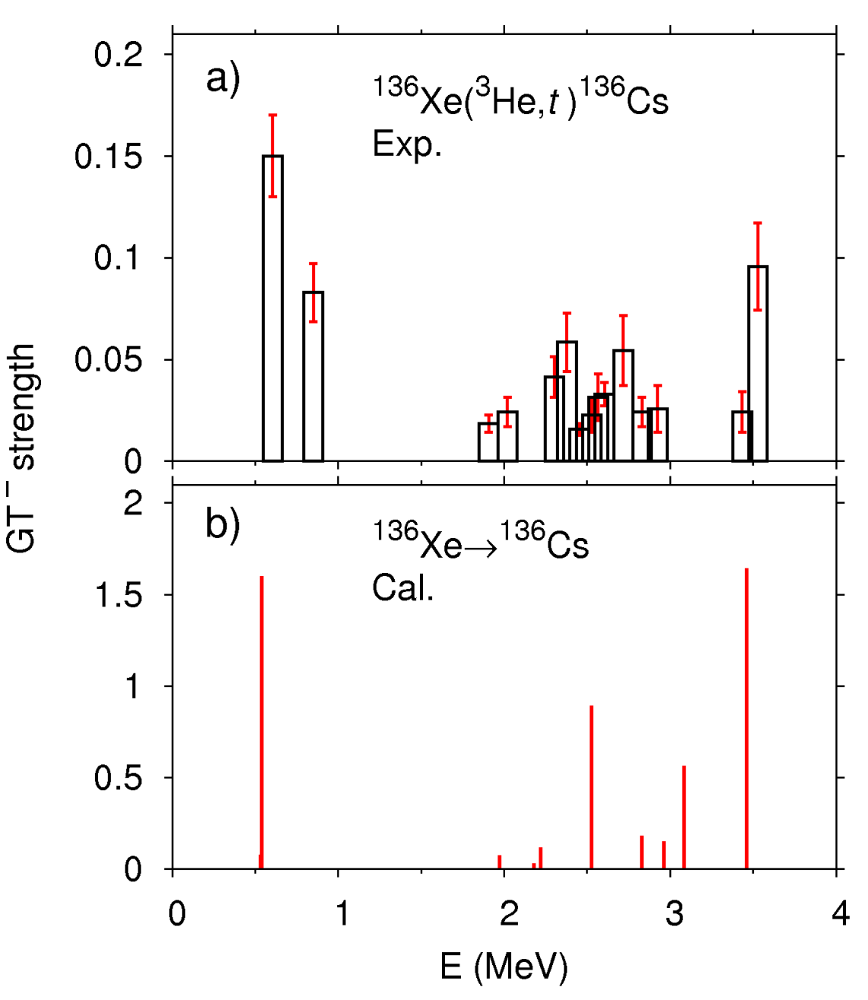 0.2
a)
136Xe(3He,t)136Cs
Exp.
0.15
0.1
0.05
0
GT− strength
2
b)
136Xe→136Cs
Cal.
1.5
1
0.5
0
0 1 2 3 4
E (MeV)